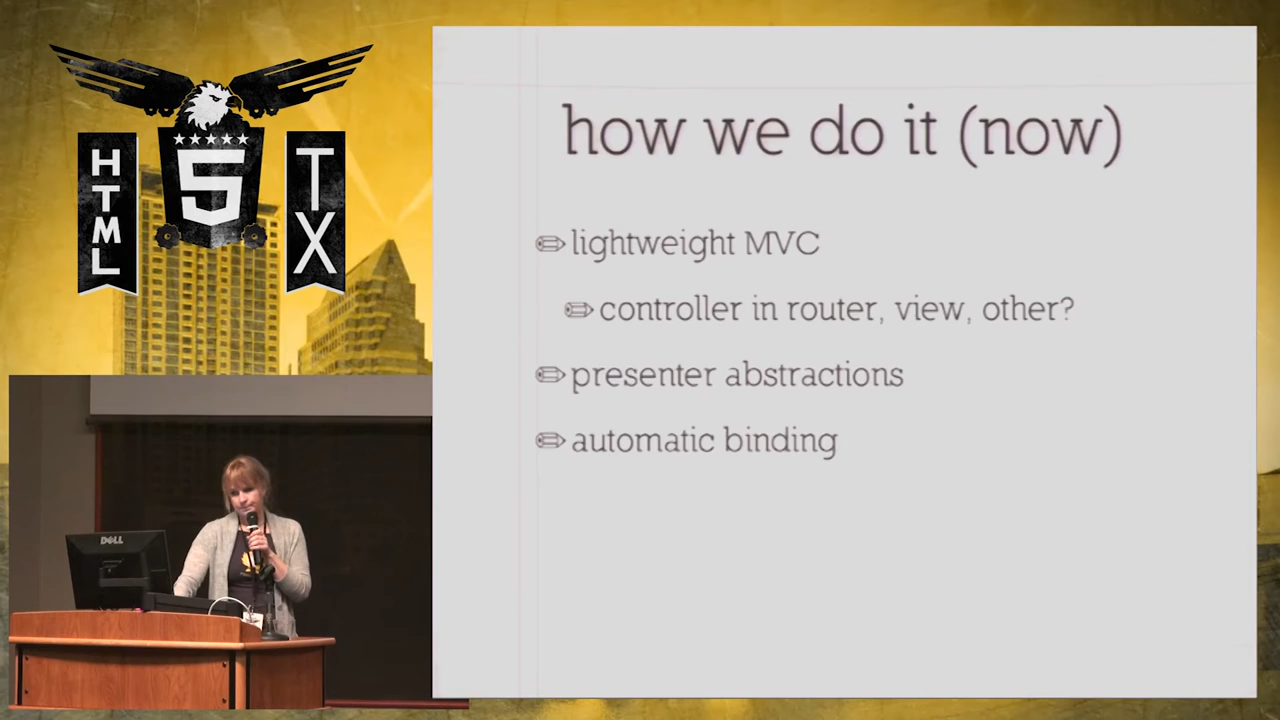 HTML
5
TX
how we do it (now)
lightweight MVC
controller in router, view, other?
presenter abstractions
automatic binding
DELL